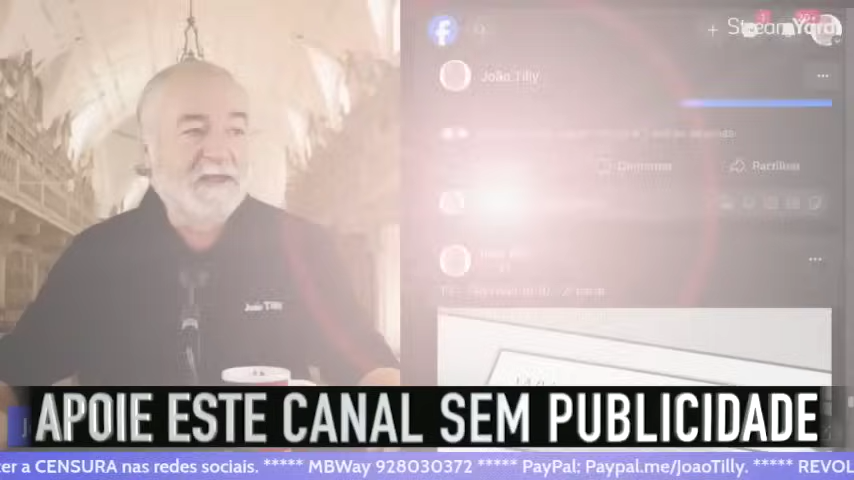 StreamYard
João Tilly
Comentar
Partilhar
João Tilly
APOIE ESTE CANAL SEM PUBLICIDADE
er a CENSURA nas redes sociais. ***** MBWay 928030372 ***** PayPal: Paypal.me/JoaoTilly. ***** REVOL